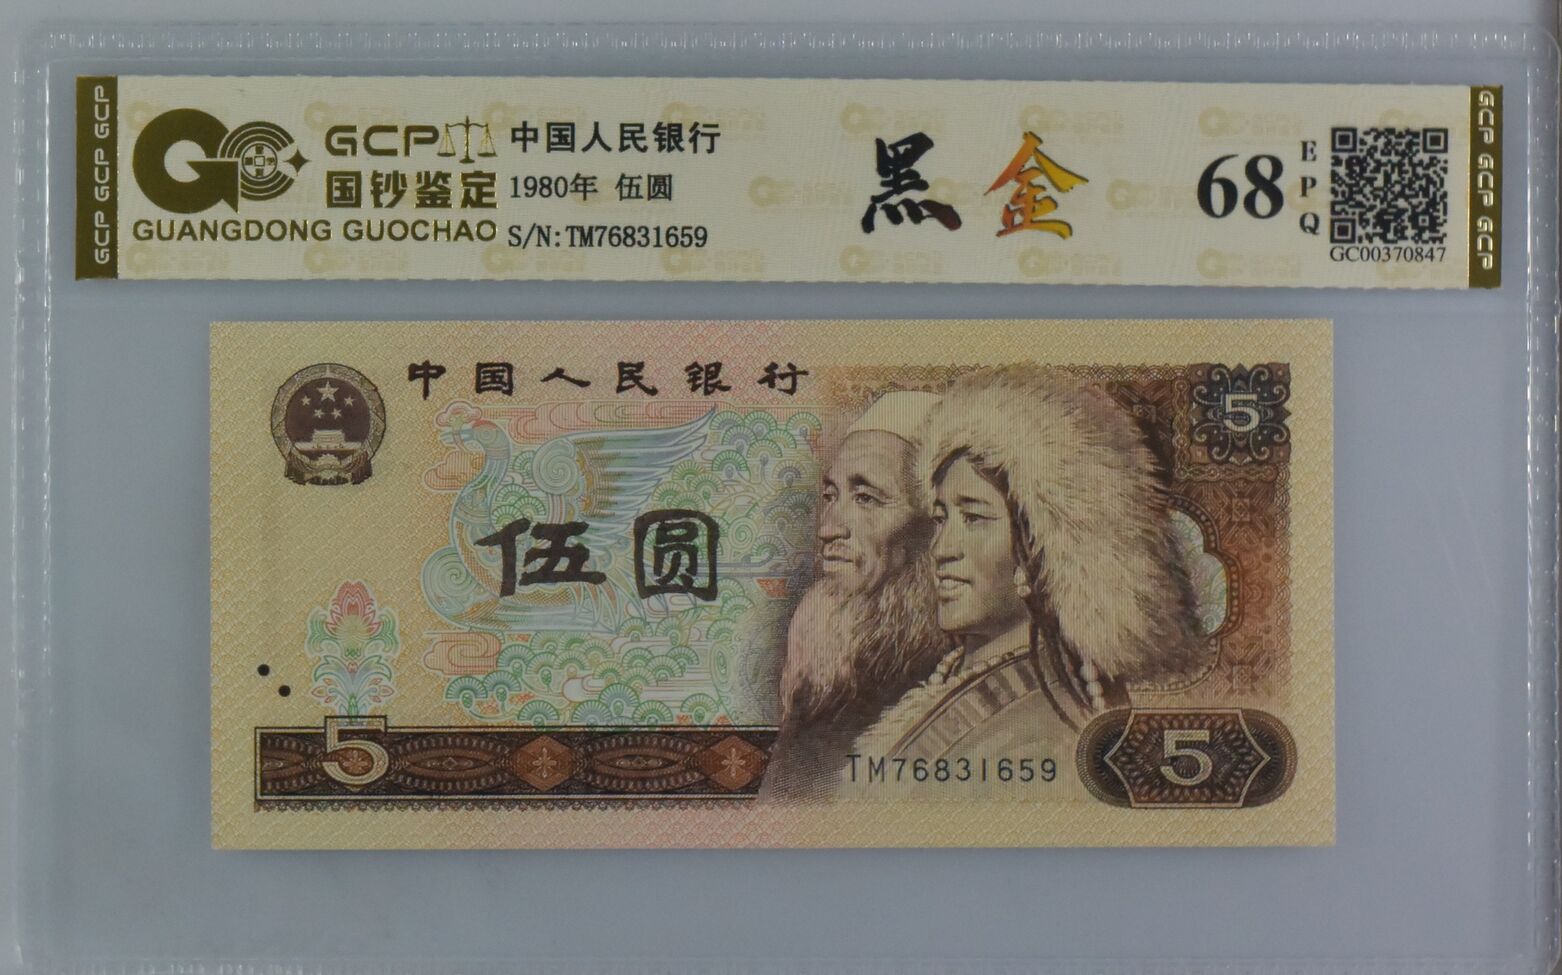 GCP GCP GCP
GCP
国钞鉴定
GUANGDONG GUOCHAO
中国人民银行
1980年 伍圆
S/N:TM76831659
黑金
68
EPQ
GC00370847
GCP GCP GCP
中国人民银行
5
伍圆
5
TM76831659
5